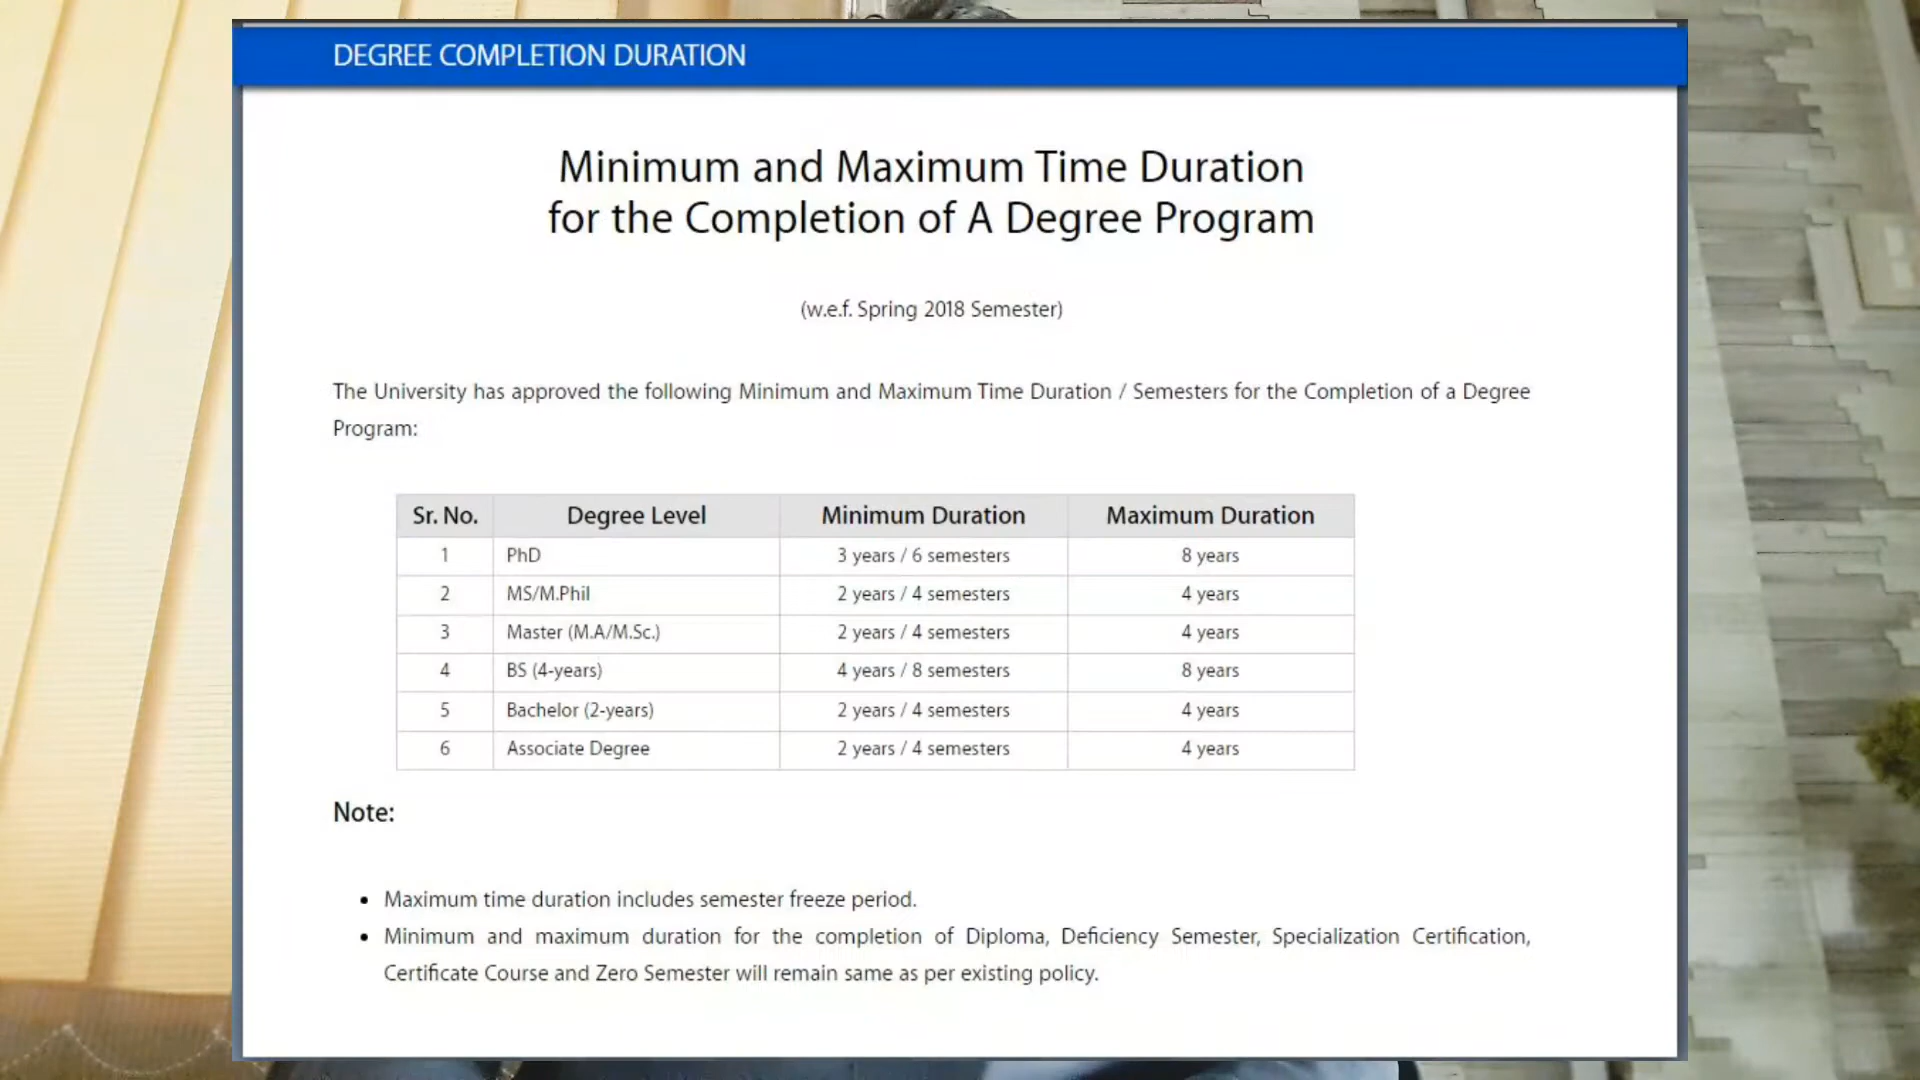 DEGREE COMPLETION DURATION
Minimum and Maximum Time Duration
for the Completion of A Degree Program
(w.e.f. Spring 2018 Semester)
The University has approved the following Minimum and Maximum Time Duration / Semesters for the Completion of a Degree
Program:
Sr. No. Degree Level Minimum Duration Maximum Duration
1 PhD 3 years / 6 semesters 8 years
2 MS/M.Phil 2 years / 4 semesters 4 years
3 Master (M.A/M.Sc.) 2 years / 4 semesters 4 years
4 BS (4-years) 4 years / 8 semesters 8 years
5 Bachelor (2-years) 2 years / 4 semesters 4 years
6 Associate Degree 2 years / 4 semesters 4 years
Note:
• Maximum time duration includes semester freeze period.
• Minimum and maximum duration for the completion of Diploma, Deficiency Semester, Specialization Certification,
Certificate Course and Zero Semester will remain same as per existing policy.